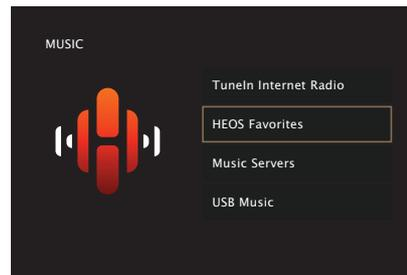 MUSIC
TuneIn Internet Radio
HEOS Favorites
Music Servers
USB Music